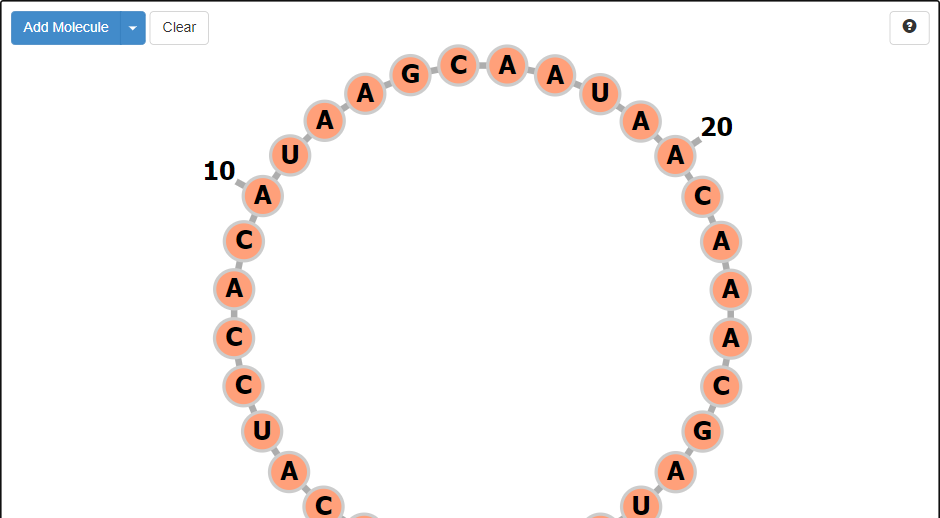 Add Molecule Clear ?
C A
G A
A U
A A
20
U A
10
A C
C A
A A
C A
C C
U G
A A
C U